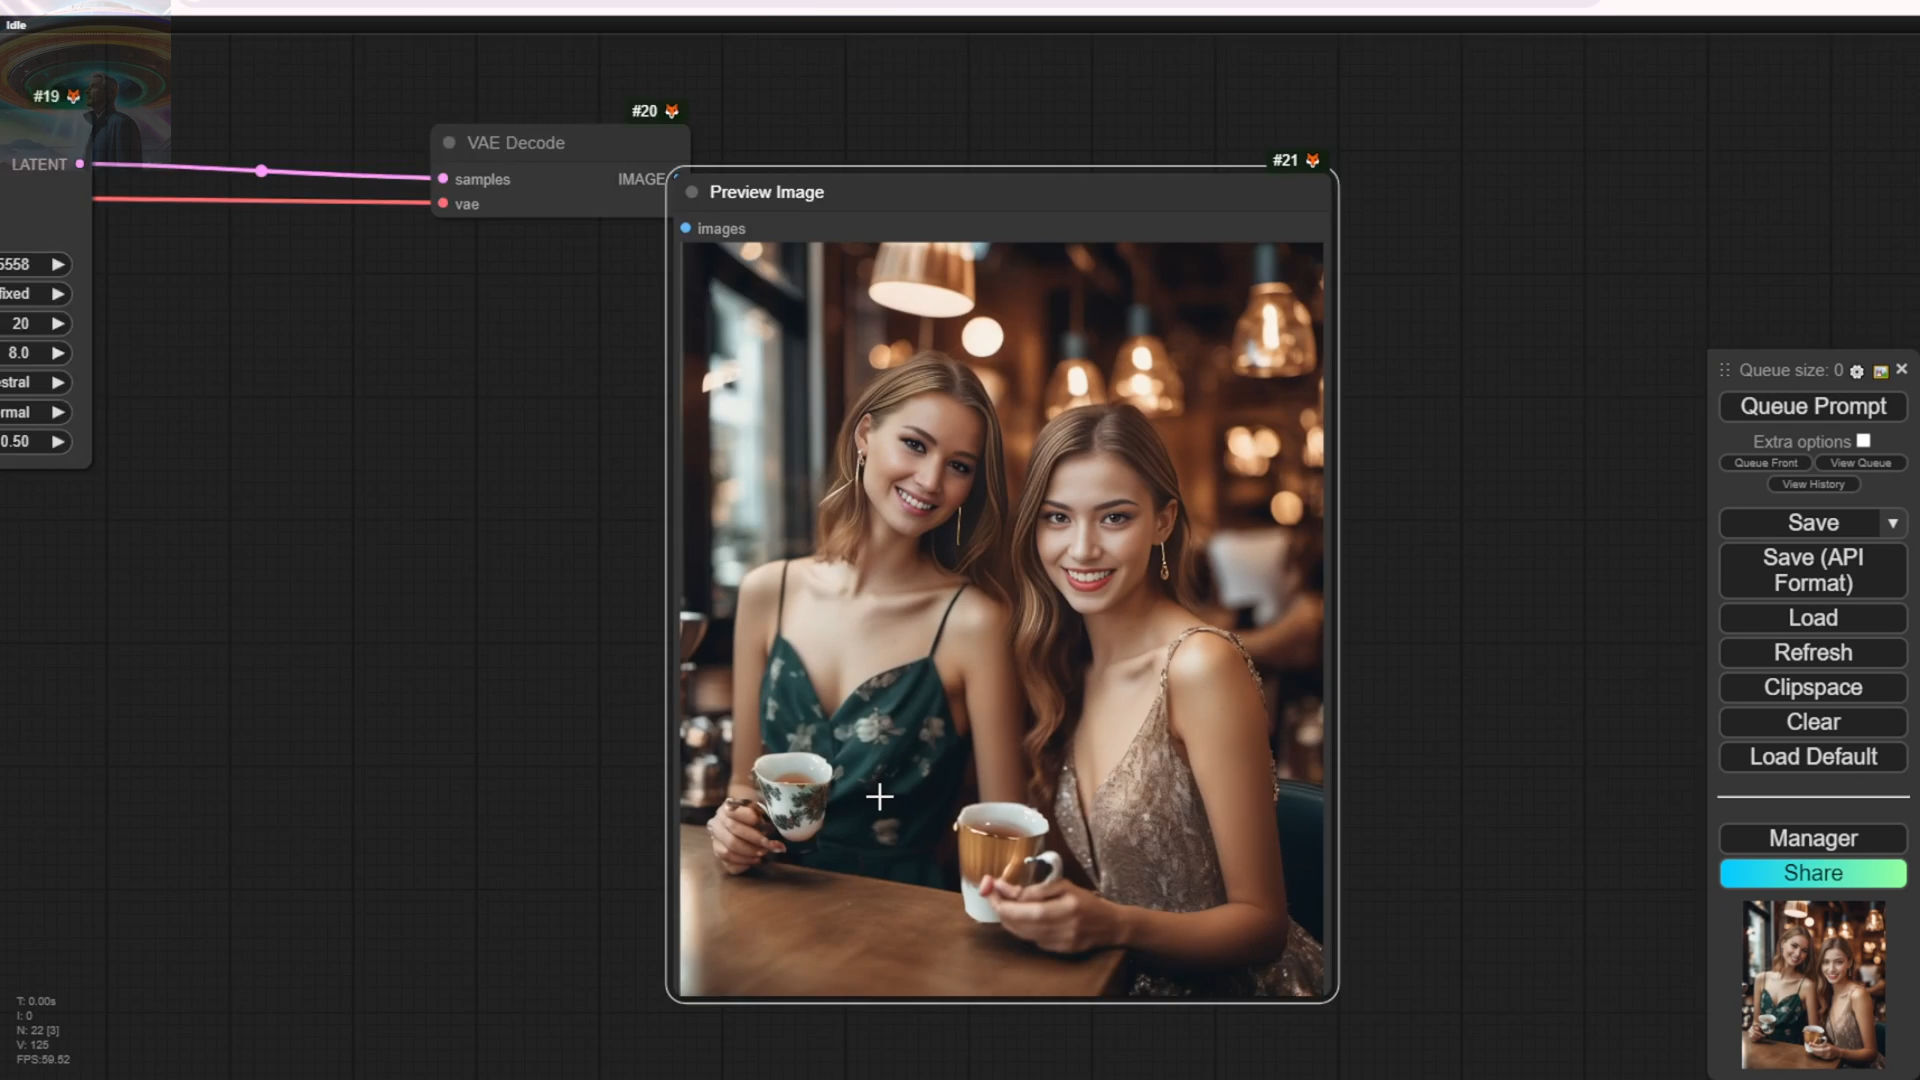 Idle
#19
LATENT
5558
fixed
20
8.0
estral
rmal
0.50
#20
VAE Decode
samples
IMAGE
vae
#21
Preview Image
images
Queue size: 0
Queue Prompt
Extra options
Queue Front
View Queue
View History
Save
Save (API
Format)
Load
Refresh
Clipspace
Clear
Load Default
Manager
Share
T: 0.00s
I: 0
N: 22 [3]
V: 125
FPS:59.52